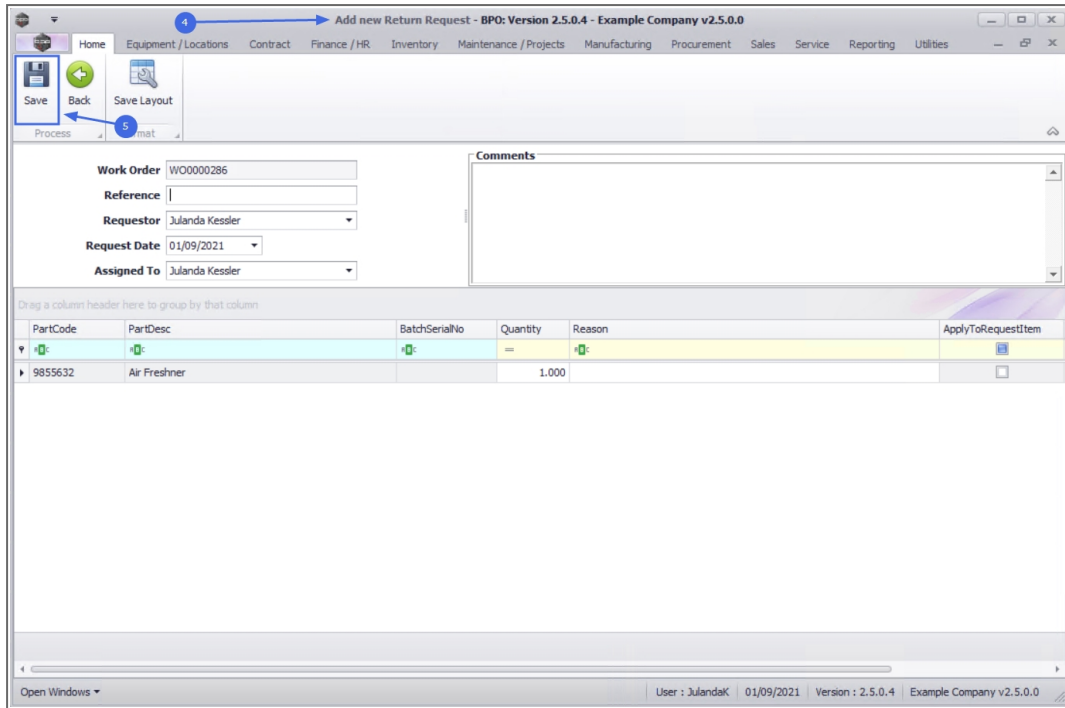 Add new Return Request - BPO: Version 2.5.0.4 - Example Company v2.5.0.0
4
Home Equipment / Locations Contract Finance / HR Inventory Maintenance / Projects Manufacturing Procurement Sales Service Reporting Utilities
Save Back Save Layout
5
Process
Comments
Work Order WO0000286
Reference
Requestor Julanda Kessler
Request Date 01/09/2021
Assigned To Julanda Kessler
Drag a column header here to group by that column
PartCode PartDesc BatchSerialNo Quantity Reason ApplyToRequestItem
=
9855632 Air Freshner 1.000
Open Windows User : JulandaK 01/09/2021 Version : 2.5.0.4 Example Company v2.5.0.0